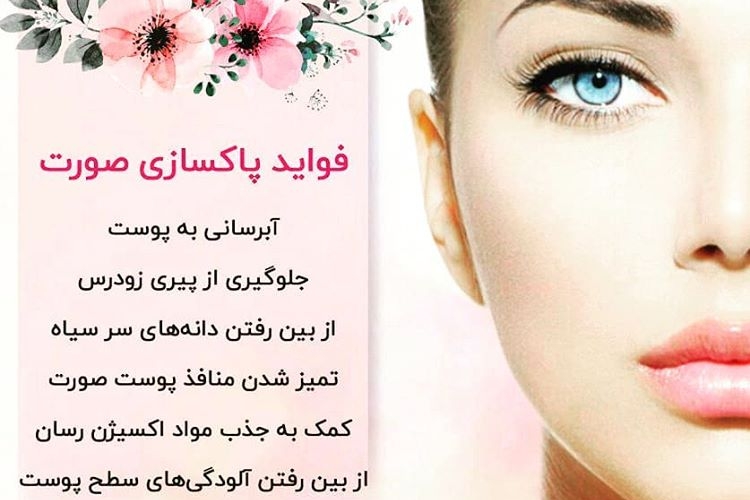 فواید پاکسازی صورت
آبرسانی به پوست
جلوگیری از پیری زودرس
از بین رفتن دانه‌های سر سیاه
تمیز شدن منافذ پوست صورت
کمک به جذب مواد اکسیژن رسان
از بین رفتن آلودگی‌های سطح پوست